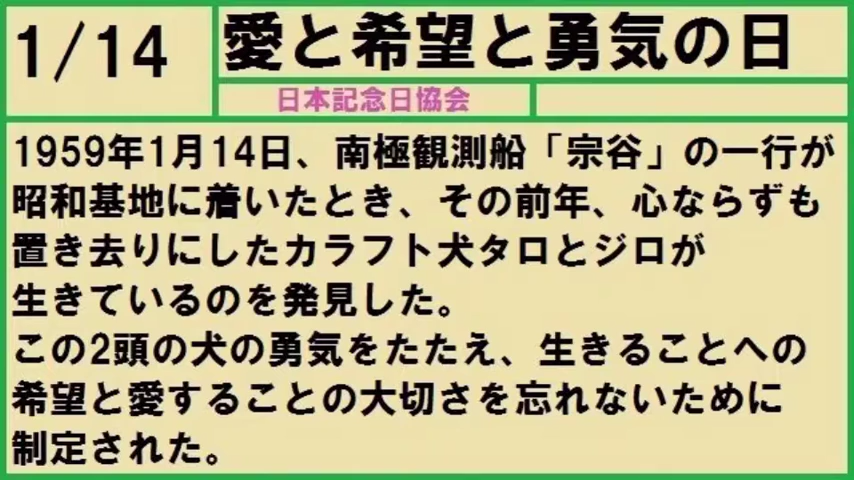 1/14
愛と希望と勇気の日
日本記念日協会
1959年1月14日、南極観測船「宗谷」の一行が
昭和基地に着いたとき、その前年、心ならずも
置き去りにしたカラフト犬タロとジロが
生きているのを発見した。
この2頭の犬の勇気をたたえ、生きることへの
希望と愛することの大切さを忘れないために
制定された。